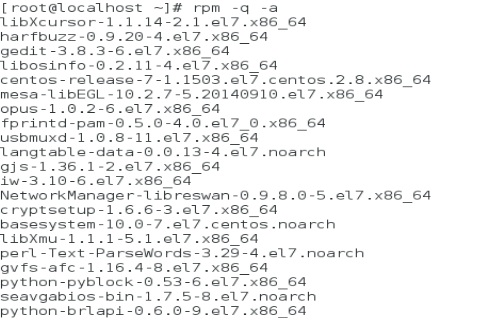 [root@localhost ~]# rpm -q -a
libXcursor-1.1.14-2.1.el7.x86_64
harfbuzz-0.9.20-4.el7.x86_64
gedit-3.8.3-6.el7.x86_64
libosinfo-0.2.11-4.el7.x86_64
centos-release-7-1.1503.el7.centos.2.8.x86_64
mesa-libEGL-10.2.7-5.20140910.el7.x86_64
opus-1.0.2-6.el7.x86_64
fprintd-pam-0.5.0-4.0.el7_0.x86_64
usbmuxd-1.0.8-11.el7.x86_64
langtable-data-0.0.13-4.el7.noarch
gjs-1.36.1-2.el7.x86_64
iw-3.10-6.el7.x86_64
NetworkManager-libreswan-0.9.8.0-5.el7.x86_64
cryptsetup-1.6.6-3.el7.x86_64
basesystem-10.0-7.el7.centos.noarch
libXmu-1.1.1-5.1.el7.x86_64
perl-Text-ParseWords-3.29-4.el7.noarch
gvfs-afc-1.16.4-8.el7.x86_64
python-pyblock-0.53-6.el7.x86_64
seavgabios-bin-1.7.5-8.el7.noarch
python-brlapi-0.6.0-9.el7.x86_64